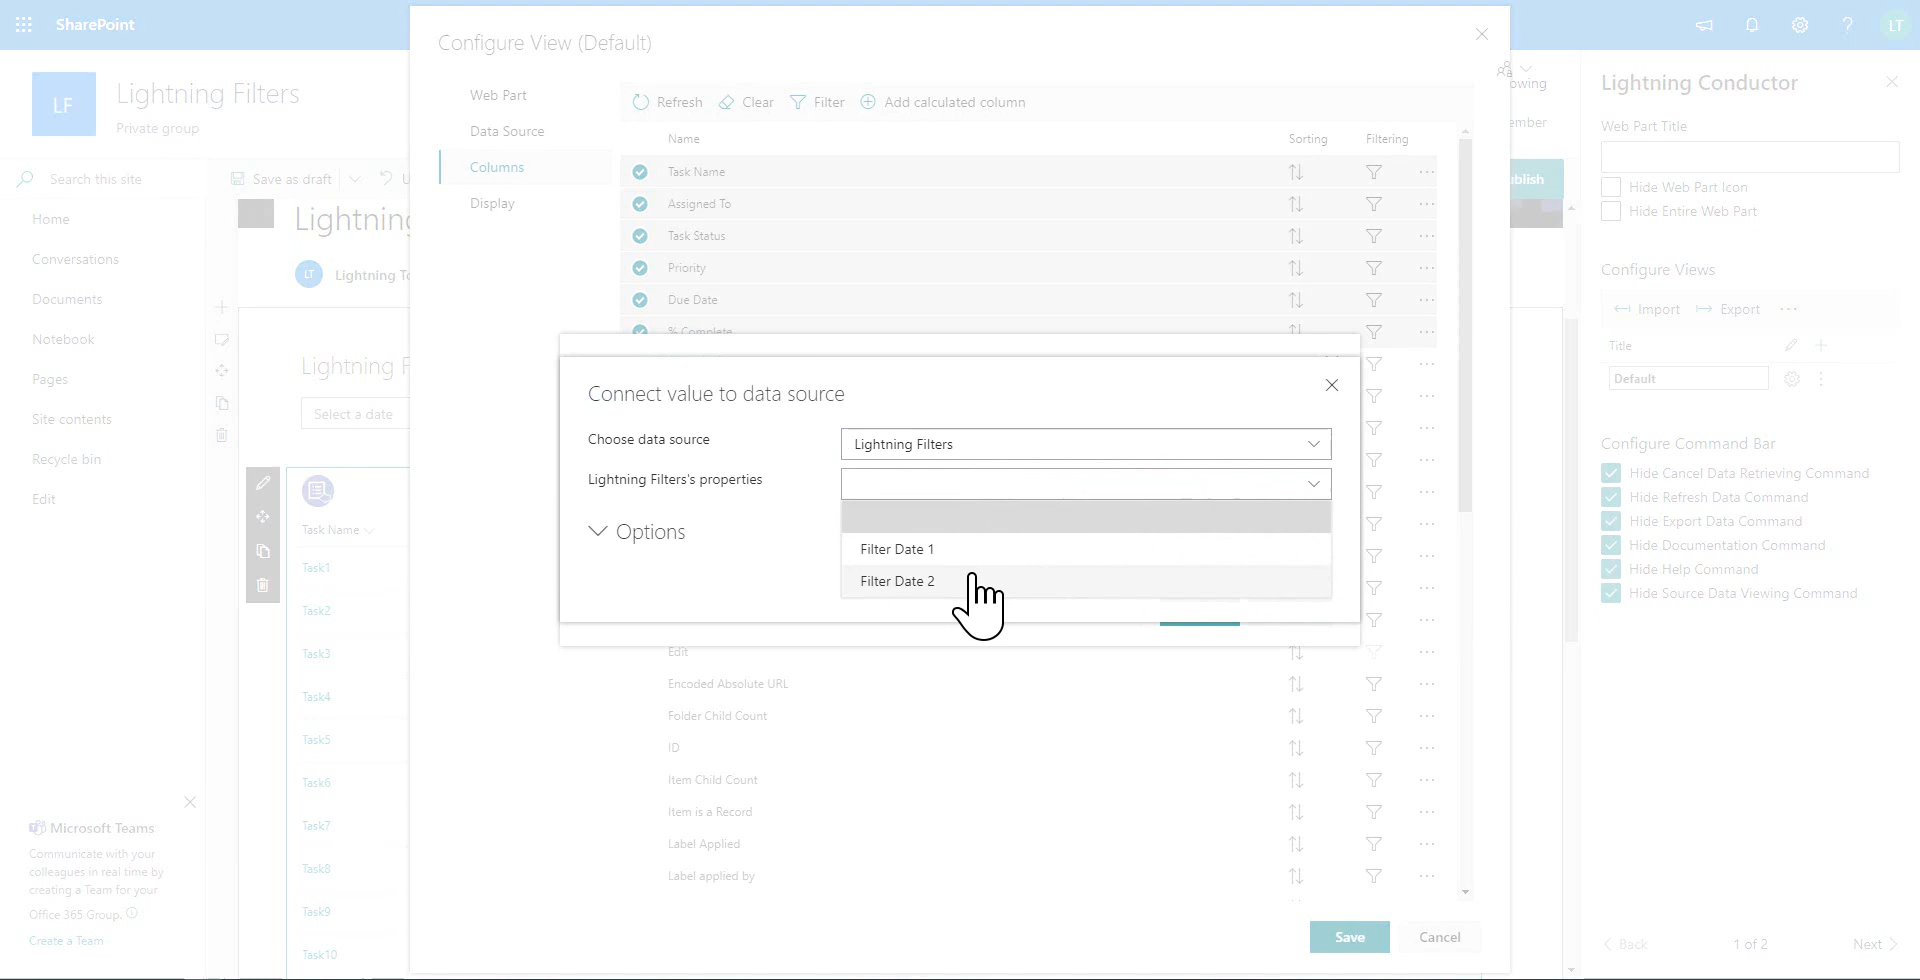 SharePoint
LT
Configure View (Default)
LF
Lightning Filters
Private group
Web Part
Data Source
Columns
Display
Refresh
Clear
Filter
Add calculated column
Name
Sorting
Filtering
Task Name
Assigned To
Task Status
Priority
Due Date
% Complete
Search this site
Save as draft
Home
Conversations
Documents
Notebook
Pages
Site contents
Recycle bin
Edit
Lightning
LT
Lightning To
Lightning F
Select a date
Task Name
Task1
Task2
Task3
Task4
Task5
Task6
Task7
Task8
Task9
Task10
Connect value to data source
Choose data source
Lightning Filters
Lightning Filters's properties
Options
Filter Date 1
Filter Date 2
Edit
Encoded Absolute URL
Folder Child Count
ID
Item Child Count
Item is a Record
Label Applied
Label applied by
Save
Cancel
Microsoft Teams
Communicate with your
colleagues in real time by
creating a Team for your
Office 365 Group.
Create a Team
owing
ember
blish
Lightning Conductor
Web Part Title
Hide Web Part Icon
Hide Entire Web Part
Configure Views
Import
Export
Title
Default
Configure Command Bar
Hide Cancel Data Retrieving Command
Hide Refresh Data Command
Hide Export Data Command
Hide Documentation Command
Hide Help Command
Hide Source Data Viewing Command
Back
1 of 2
Next